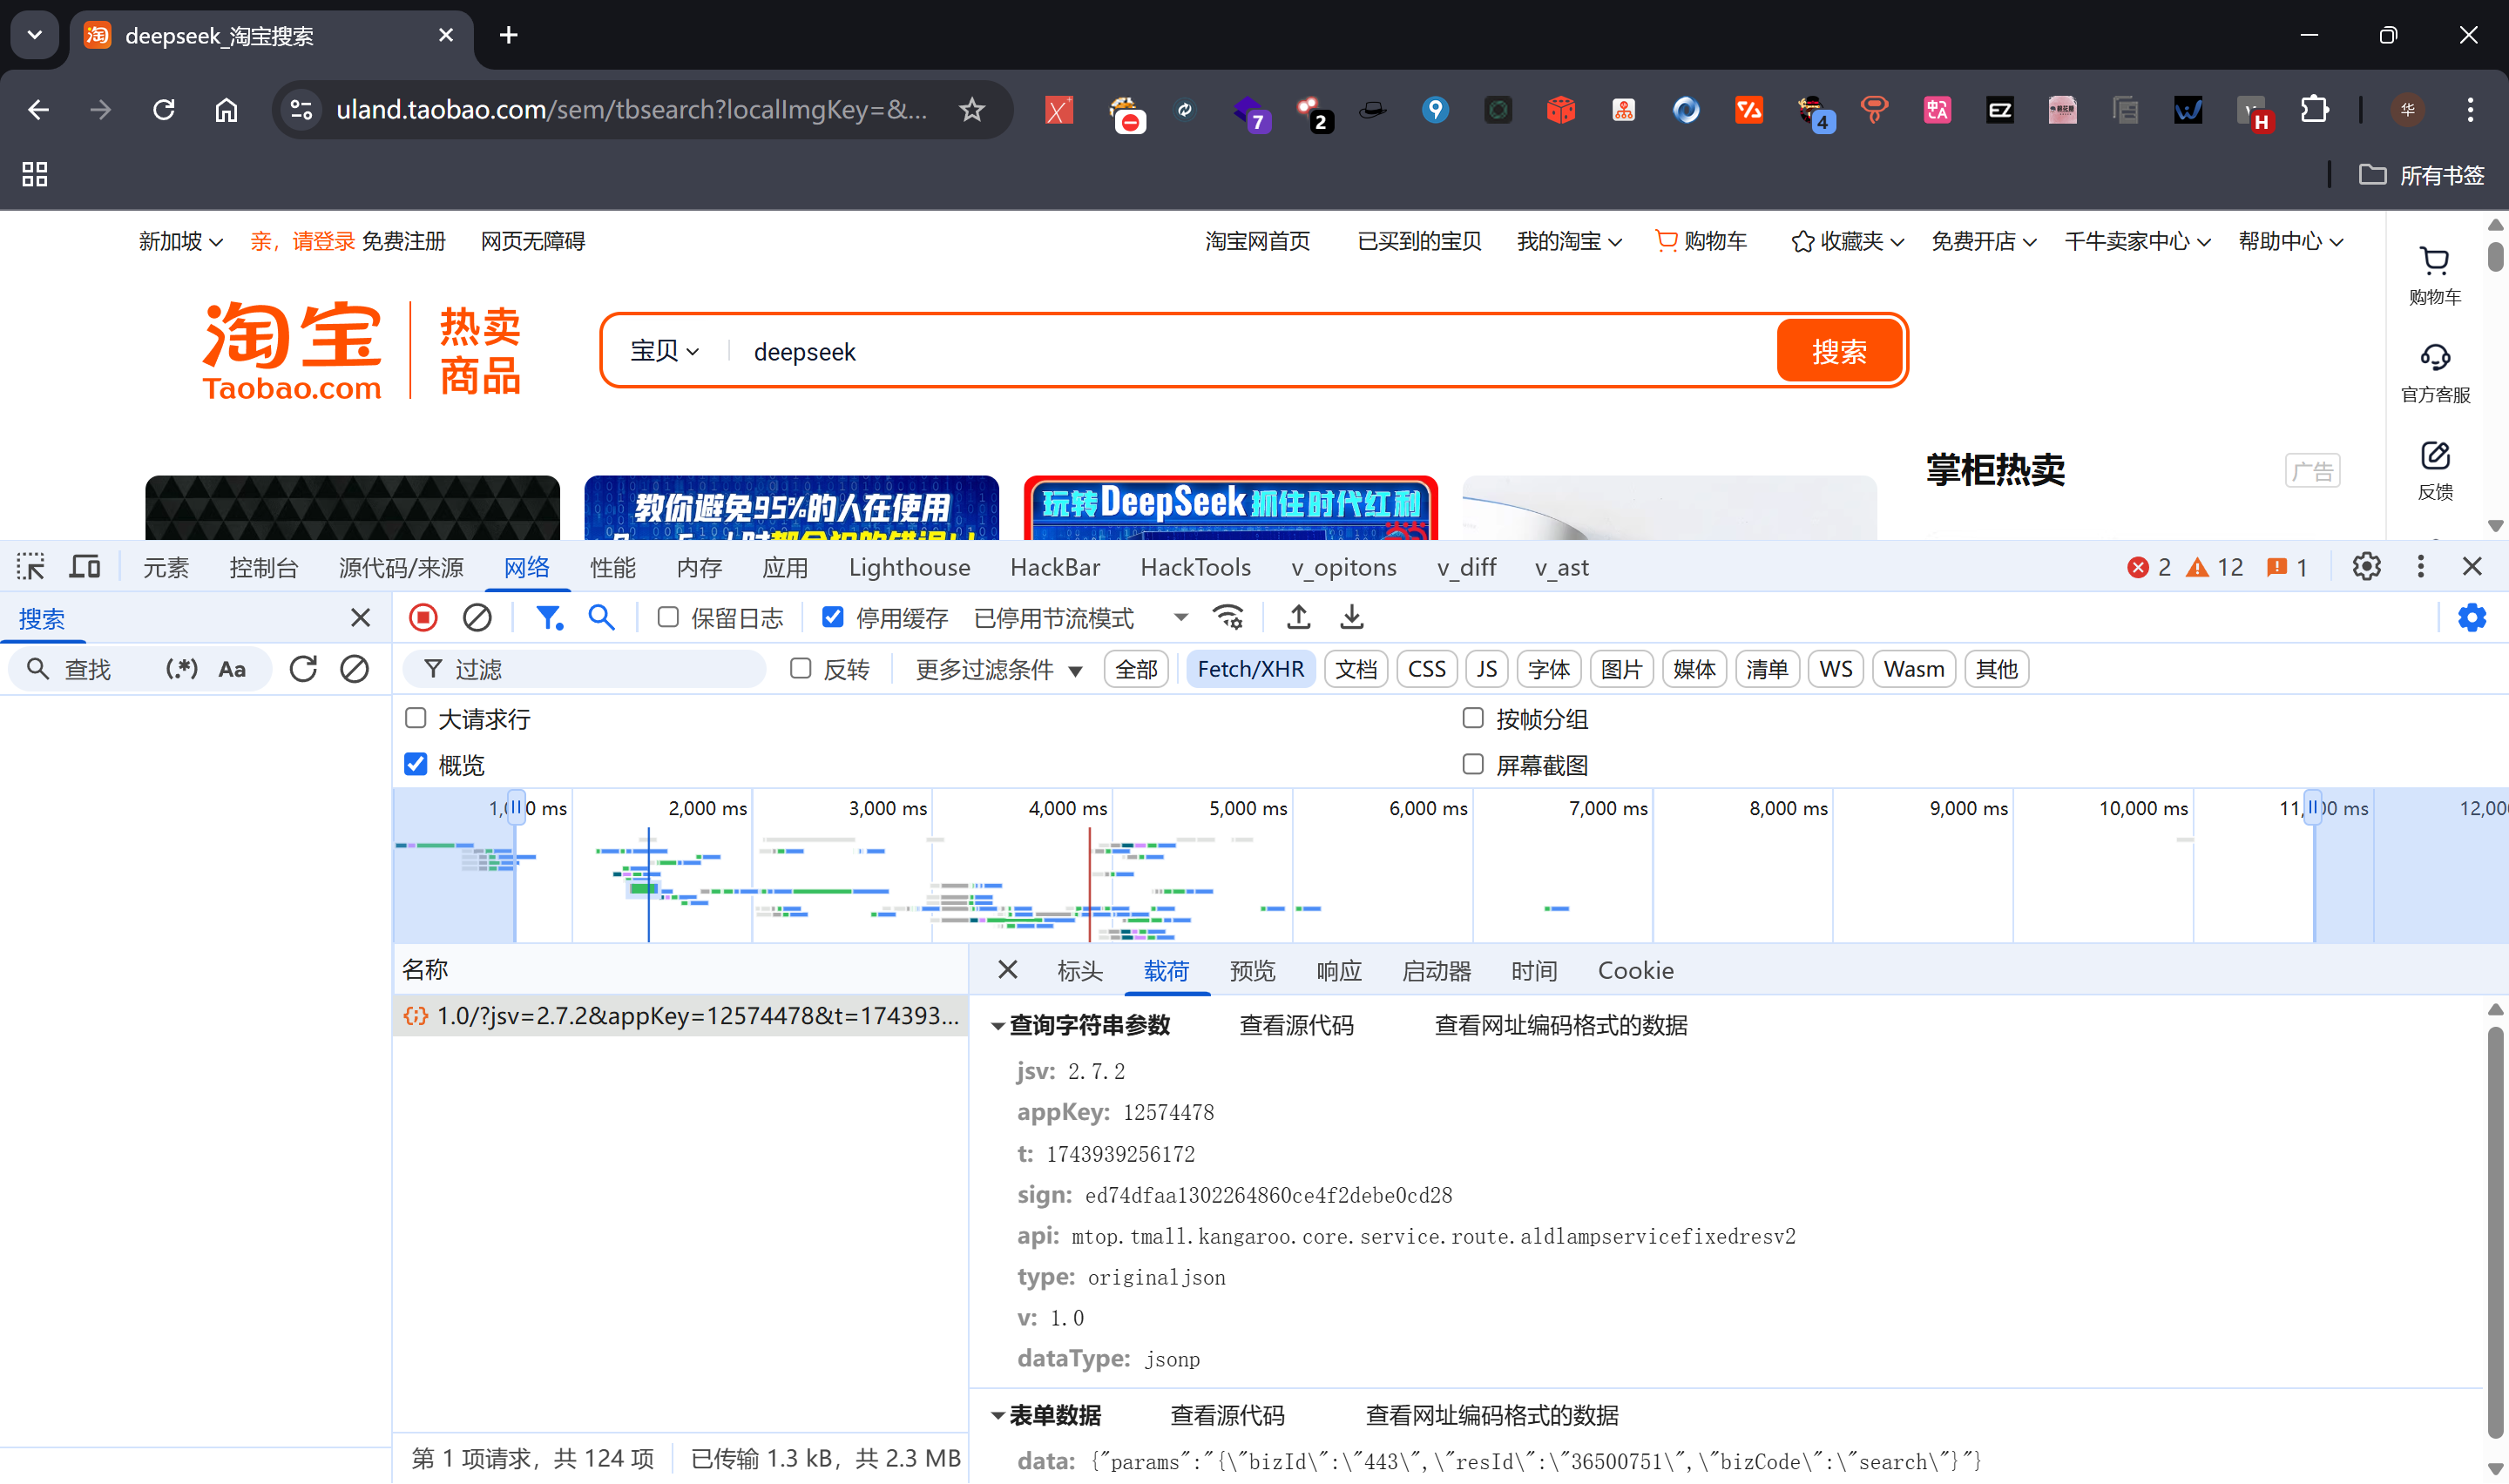 deepseek_淘宝搜索
uland.taobao.com/sem/tbsearch?localImgKey=&...
7
2
4
H
华
所有书签
新加坡 亲，请登录 免费注册 网页无障碍 淘宝网首页 已买到的宝贝 我的淘宝 购物车 收藏夹 免费开店 千牛卖家中心 帮助中心
购物车
官方客服
反馈
淘宝 Taobao.com
热卖
商品
宝贝 deepseek 搜索
教你避免95%的人在使用
玩转DeepSeek抓住时代红利
掌柜热卖 广告
元素 控制台 源代码/来源 网络 性能 内存 应用 Lighthouse HackBar HackTools v_opitons v_diff v_ast 2 12 1
搜索 保留日志 停用缓存 已停用节流模式
查找 (.*) Aa 过滤 反转 更多过滤条件 全部 Fetch/XHR 文档 CSS JS 字体 图片 媒体 清单 WS Wasm 其他
大请求行 按帧分组
概览 屏幕截图
2,000 ms 3,000 ms 4,000 ms 5,000 ms 6,000 ms 7,000 ms 8,000 ms 9,000 ms 10,000 ms
名称 标头 载荷 预览 响应 启动器 时间 Cookie
1.0/?jsv=2.7.2&appKey=12574478&t=174393...
查询字符串参数 查看源代码 查看网址编码格式的数据
jsv: 2.7.2
appKey: 12574478
t: 1743939256172
sign: ed74dfaa1302264860ce4f2debe0cd28
api: mtop.tmall.kangaroo.core.service.route.aldlampservicefixedresv2
type: originaljson
v: 1.0
dataType: jsonp
表单数据 查看源代码 查看网址编码格式的数据
data: {"params":"{\"bizId\":\"443\",\"resId\":\"36500751\",\"bizCode\":\"search\"}"}
第 1 项请求，共 124 项 已传输 1.3 kB，共 2.3 MB